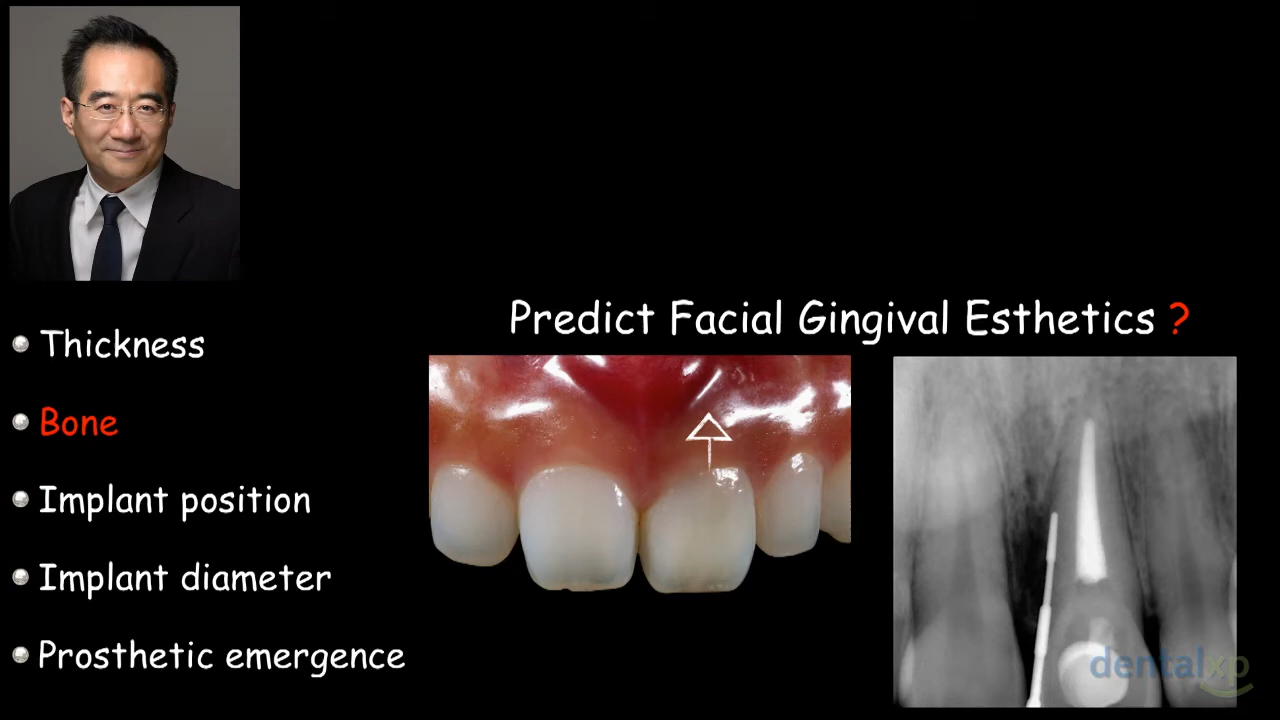 Predict Facial Gingival Esthetics ?
Thickness
Bone
Implant position
Implant diameter
Prosthetic emergence
dentalxp